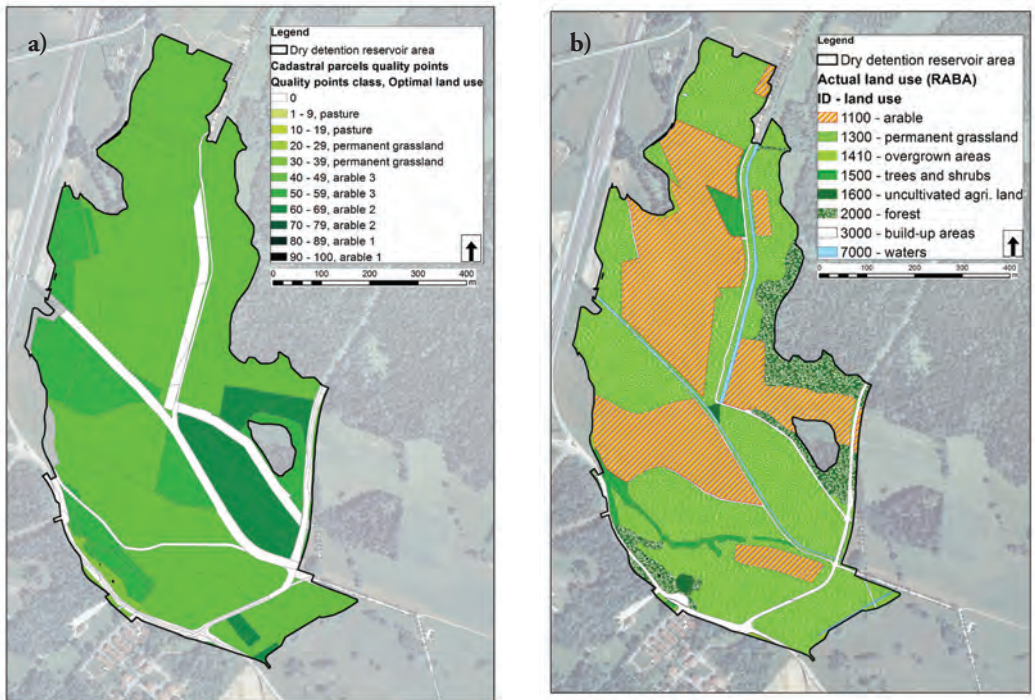 a)
Legend
Dry detention reservoir area
Cadastral parcels quality points
Quality points class, Optimal land use
0
1 - 9, pasture
10 - 19, pasture
20 - 29, permanent grassland
30 - 39, permanent grassland
40 - 49, arable 3
50 - 59, arable 3
60 - 69, arable 2
70 - 79, arable 2
80 - 89, arable 1
90 - 100, arable 1
0 100 200 300 400
m
b)
Legend
Dry detention reservoir area
Actual land use (RABA)
ID - land use
1100 - arable
1300 - permanent grassland
1410 - overgrown areas
1500 - trees and shrubs
1600 - uncultivated agri. land
2000 - forest
3000 - build-up areas
7000 - waters
0 100 200 300 400
m